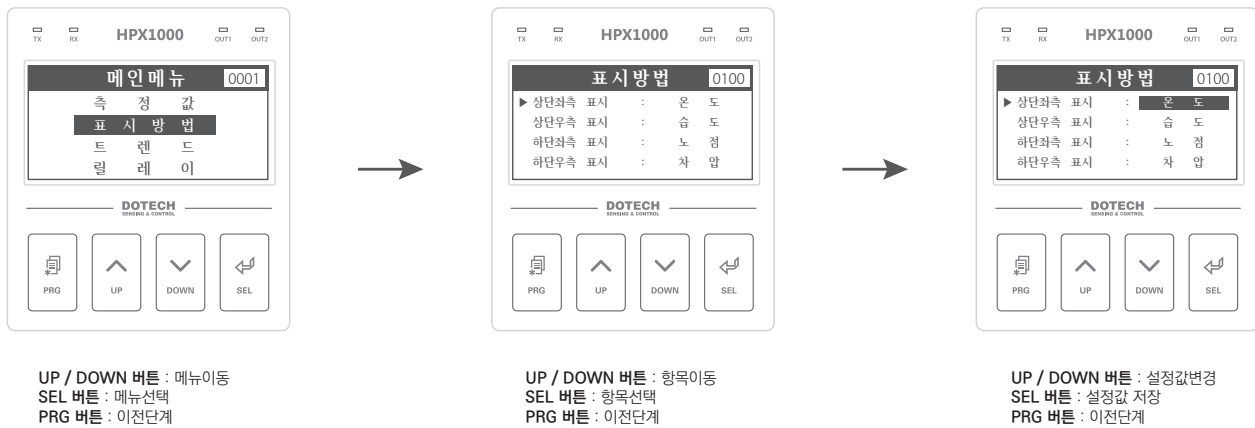 TX RX HPX1000 OUT1 OUT2
메인메뉴 0001
측 정 값
표 시 방 법
트 렌 드
릴 레 이
DOTECH
SENSING & CONTROL
PRG UP DOWN SEL
UP / DOWN 버튼 : 메뉴이동
SEL 버튼 : 메뉴선택
PRG 버튼 : 이전단계
TX RX HPX1000 OUT1 OUT2
표시방법 0100
▶ 상단좌측 표시 : 온 도
상단우측 표시 : 습 도
하단좌측 표시 : 노 점
하단우측 표시 : 차 압
DOTECH
SENSING & CONTROL
PRG UP DOWN SEL
UP / DOWN 버튼 : 항목이동
SEL 버튼 : 항목선택
PRG 버튼 : 이전단계
TX RX HPX1000 OUT1 OUT2
표시방법 0100
▶ 상단좌측 표시 : 온 도
상단우측 표시 : 습 도
하단좌측 표시 : 노 점
하단우측 표시 : 차 압
DOTECH
SENSING & CONTROL
PRG UP DOWN SEL
UP / DOWN 버튼 : 설정값변경
SEL 버튼 : 설정값 저장
PRG 버튼 : 이전단계